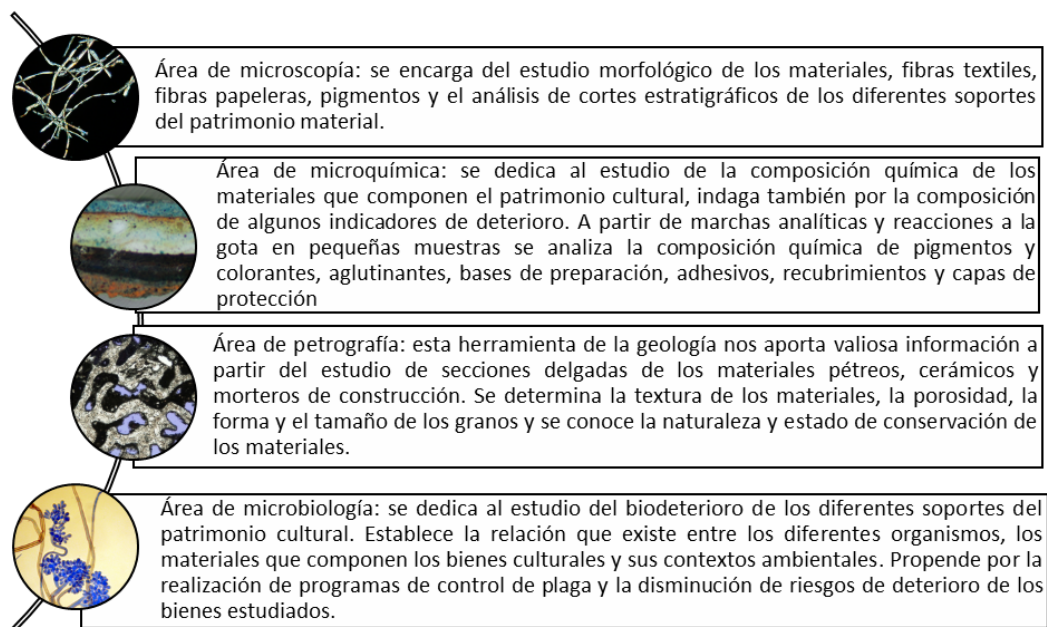 Área de microscopía: se encarga del estudio morfológico de los materiales, fibras textiles,
fibras papeleras, pigmentos y el análisis de cortes estratigráficos de los diferentes soportes
del patrimonio material.
Área de microquímica: se dedica al estudio de la composición química de los
materiales que componen el patrimonio cultural, indaga también por la composición
de algunos indicadores de deterioro. A partir de marchas analíticas y reacciones a la
gota en pequeñas muestras se analiza la composición química de pigmentos y
colorantes, aglutinantes, bases de preparación, adhesivos, recubrimientos y capas de
protección
Área de petrografía: esta herramienta de la geología nos aporta valiosa información a
partir del estudio de secciones delgadas de los materiales pétreos, cerámicos y
morteros de construcción. Se determina la textura de los materiales, la porosidad, la
forma y el tamaño de los granos y se conoce la naturaleza y estado de conservación de
los materiales.
Área de microbiología: se dedica al estudio del biodeterioro de los diferentes soportes del
patrimonio cultural. Establece la relación que existe entre los diferentes organismos, los
materiales que componen los bienes culturales y sus contextos ambientales. Propende por la
realización de programas de control de plaga y la disminución de riesgos de deterioro de los
bienes estudiados.